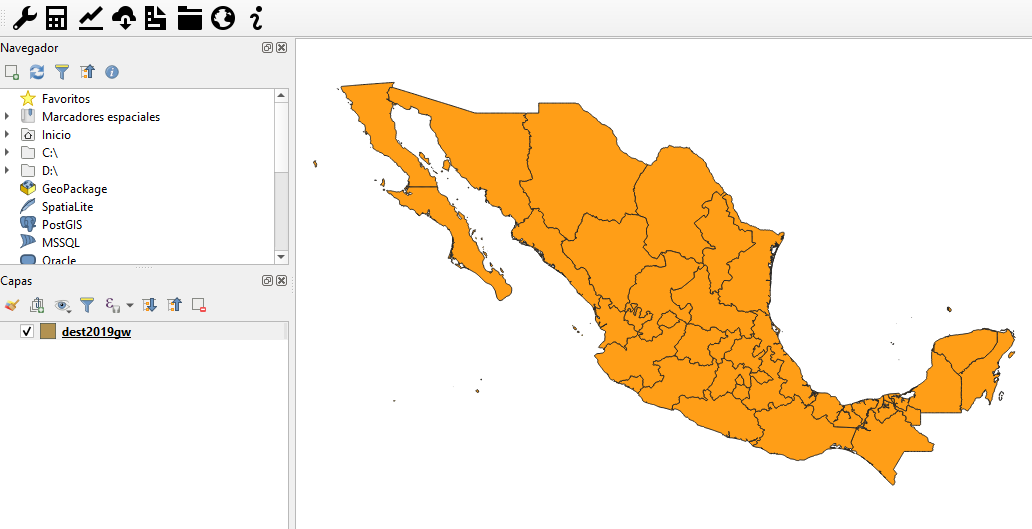 Navegador
Favoritos
Marcadores espaciales
Inicio
C:\
D:\
GeoPackage
SpatiaLite
PostGIS
MSSQL
Oracle
Capas
dest2019gw